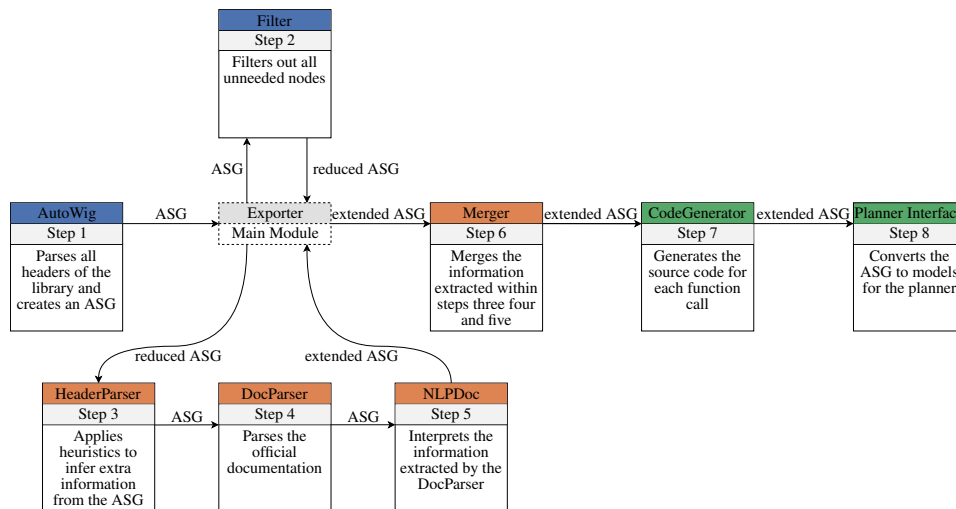 Filter
Step 2
Filters out all
unneeded nodes
ASG
reduced ASG
AutoWig
Step 1
Parses all
headers of the
library and
creates an ASG
ASG
Exporter
Main Module
extended ASG
Merger
Step 6
Merges the
information
extracted within
steps three four
and five
extended ASG
CodeGenerator
Step 7
Generates the
source code for
each function
call
extended ASG
Planner Interfac
Step 8
Converts the
ASG to models
for the planner
reduced ASG
extended ASG
HeaderParser
Step 3
Applies
heuristics to
infer extra
information
from the ASG
ASG
DocParser
Step 4
Parses the
official
documentation
ASG
NLPDoc
Step 5
Interprets the
information
extracted by the
DocParser